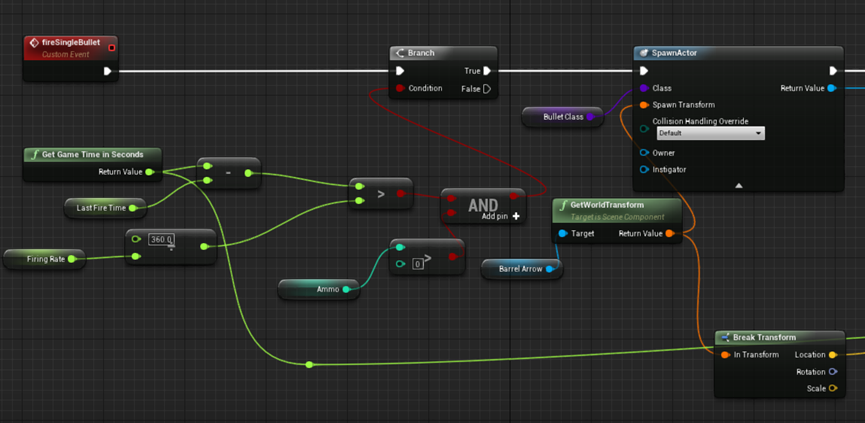 fireSingleBullet
Custom Event
Branch
True
Condition
False
SpawnActor
Class
Return Value
Spawn Transform
Collision Handling Override
Default
Owner
Instigator
Bullet Class
Get Game Time in Seconds
Return Value
-
Last Fire Time
>
AND
Add pin +
360.0
Firing Rate
0
>
Ammo
GetWorldTransform
Target is Scene Component
Target
Return Value
Barrel Arrow
Break Transform
In Transform
Location
Rotation
Scale